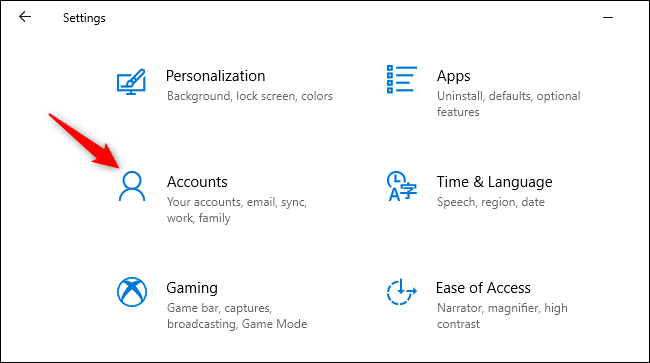 Settings
Personalization
Background, lock screen, colors
Apps
Uninstall, defaults, optional
features
Accounts
Your accounts, email, sync,
work, family
Time & Language
Speech, region, date
Gaming
Game bar, captures,
broadcasting, Game Mode
Ease of Access
Narrator, magnifier, high
contrast